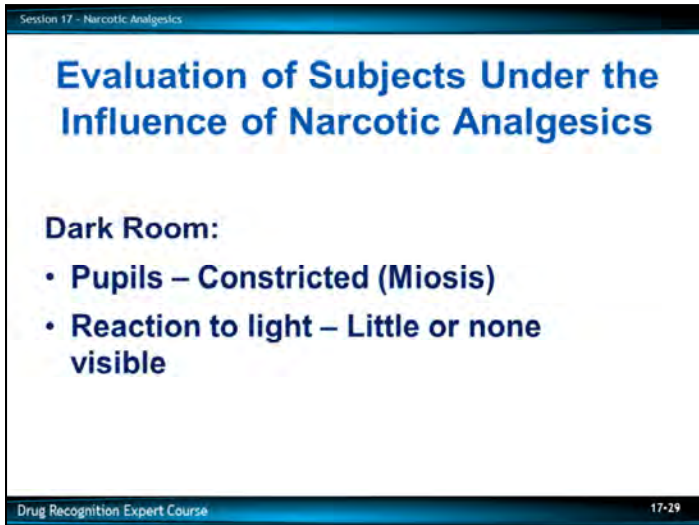 Session 17 - Narcotic Analgesics
Evaluation of Subjects Under the
Influence of Narcotic Analgesics
Dark Room:
• Pupils – Constricted (Miosis)
• Reaction to light – Little or none
visible
Drug Recognition Expert Course
17-29